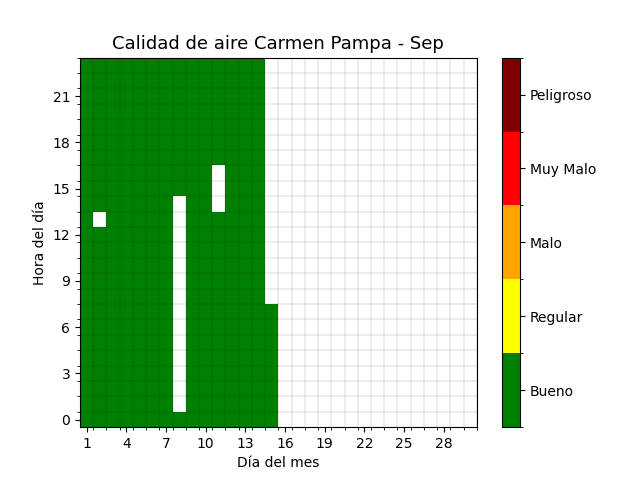 Calidad de aire Carmen Pampa - Sep
Hora del día
21
18
15
12
9
6
3
0
1 4 7 10 13 16 19 22 25 28
Día del mes
Peligroso
Muy Malo
Malo
Regular
Bueno